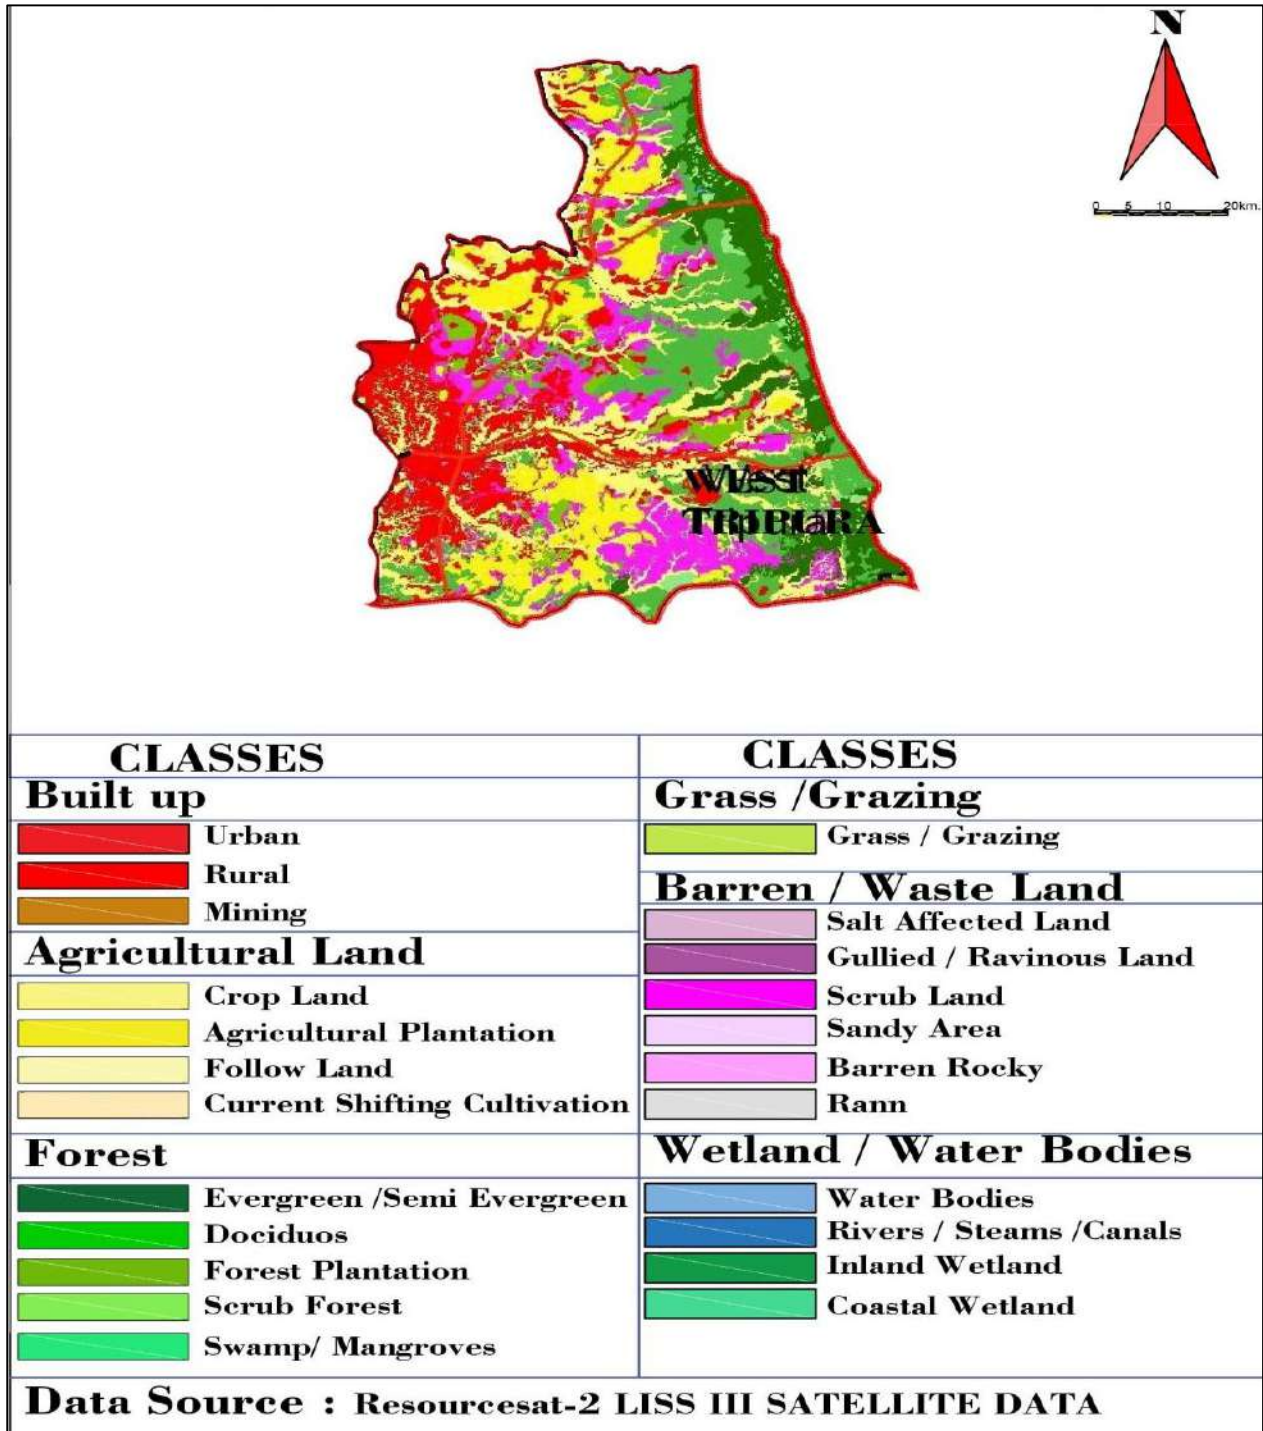 N
0 5 10 20km.
WEST
TRIPURA
CLASSES
Built up
Urban
Rural
Mining
Agricultural Land
Crop Land
Agricultural Plantation
Follow Land
Current Shifting Cultivation
Forest
Evergreen /Semi Evergreen
Dociduos
Forest Plantation
Scrub Forest
Swamp/ Mangroves
CLASSES
Grass /Grazing
Grass / Grazing
Barren / Waste Land
Salt Affected Land
Gullied / Ravinous Land
Scrub Land
Sandy Area
Barren Rocky
Rann
Wetland / Water Bodies
Water Bodies
Rivers / Steams /Canals
Inland Wetland
Coastal Wetland
Data Source : Resourcesat-2 LISS III SATELLITE DATA